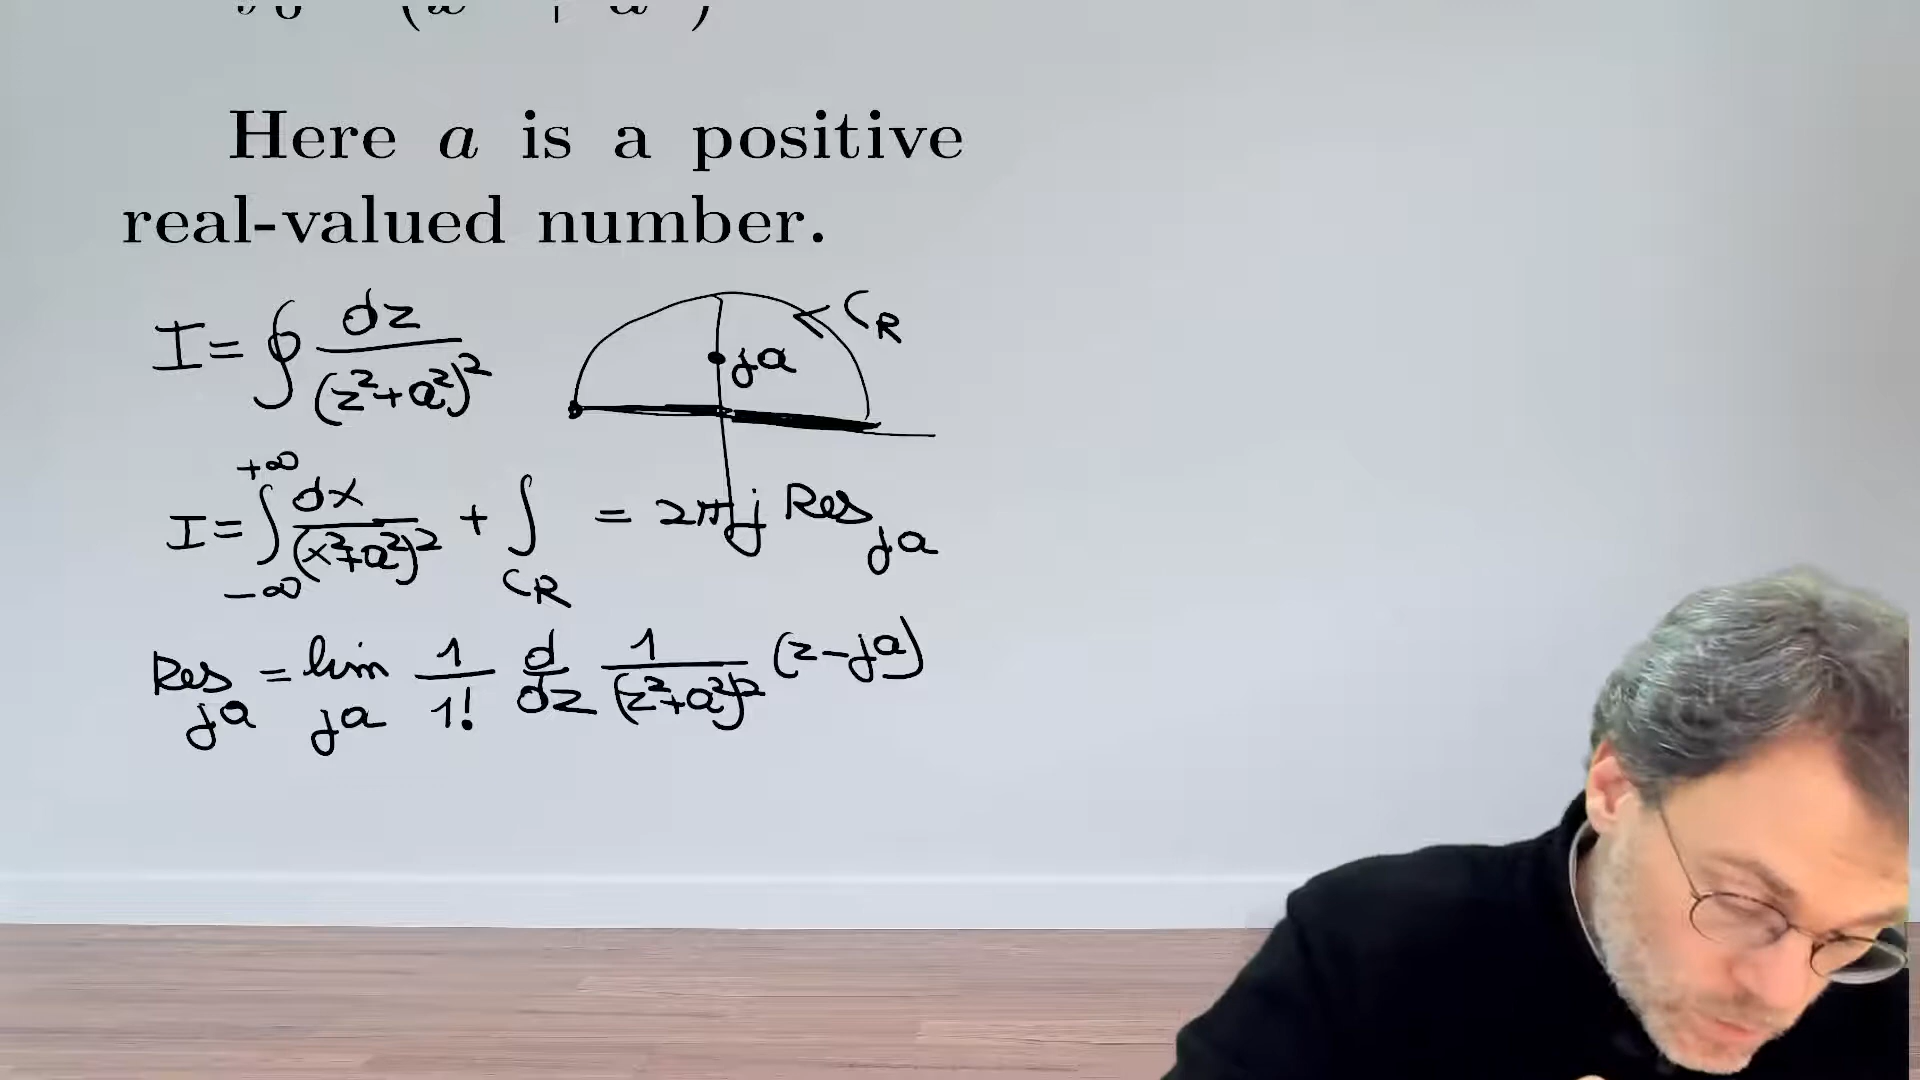 Here a is a positive
real-valued number.
I = ∮ dz / (z² + a²)²
C_R
ja
I = ∫_{-∞}^{+∞} dx / (x² + a²)² + ∫_{CR} = 2πj Res_{ja}
Res_{ja} = lim_{ja} 1/1! d/dz 1/(z² + a²)² (z - ja)